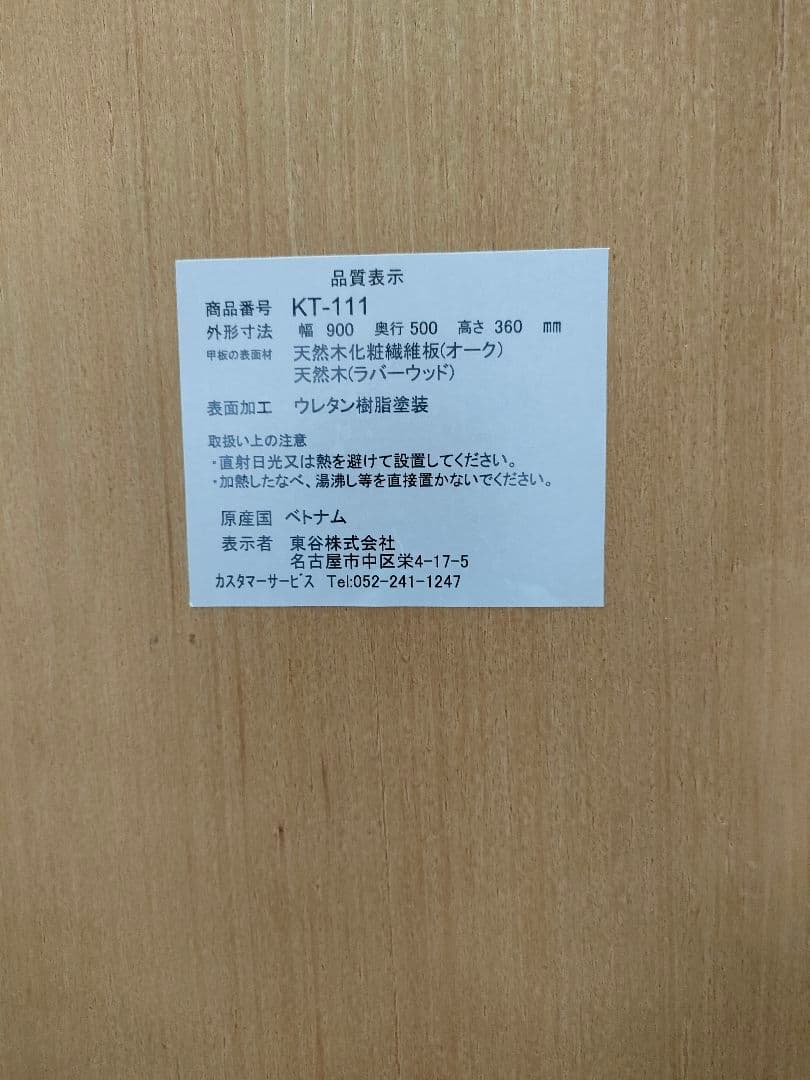 品質表示
商品番号 KT-111
外形寸法 幅 900 奥行 500 高さ 360 mm
甲板の表面材 天然木化粧繊維板(オーク)
天然木(ラバーウッド)
表面加工 ウレタン樹脂塗装
取扱い上の注意
・直射日光又は熱を避けて設置してください。
・加熱したなべ、湯沸し等を直接置かないでください。
原産国 ベトナム
表示者 東谷株式会社
名古屋市中区栄4-17-5
カスタマーサービス Tel:052-241-1247